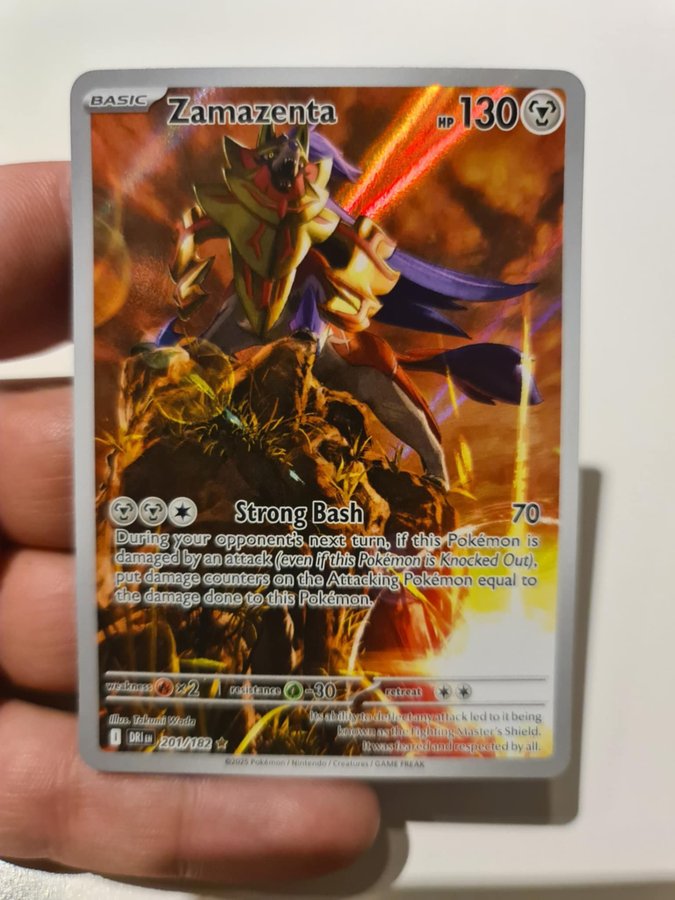 BASIC Zamazenta HP 130
Strong Bash 70
During your opponent's next turn, if this Pokémon is
damaged by an attack (even if this Pokémon is Knocked Out),
put damage counters on the Attacking Pokémon equal to
the damage done to this Pokémon.
weakness ×2 resistance -30 retreat
Illus. Takumi Wada
Its ability to deflect any attack led to it being
known as the Fighting Master's Shield.
It was feared and respected by all.
I DRI EN 201/182 ★
©2025 Pokémon / Nintendo / Creatures / GAME FREAK